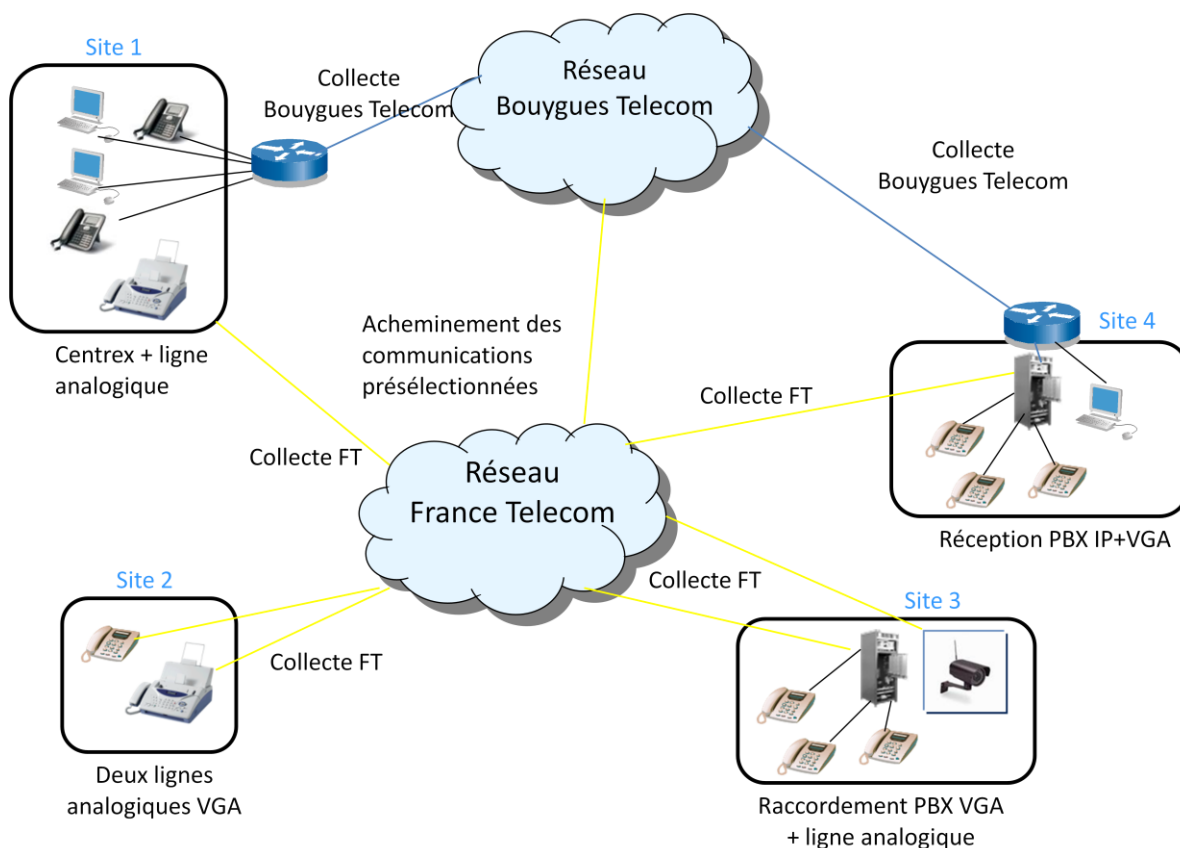 Site 1
Collecte
Bouygues Telecom
Réseau
Bouygues Telecom
Collecte
Bouygues Telecom
Site 4
Centrex + ligne
analogique
Acheminement des
communications
présélectionnées
Collecte FT
Collecte FT
Réseau
France Telecom
Réception PBX IP+VGA
Site 2
Collecte FT
Site 3
Collecte FT
Deux lignes
analogiques VGA
Raccordement PBX VGA
+ ligne analogique